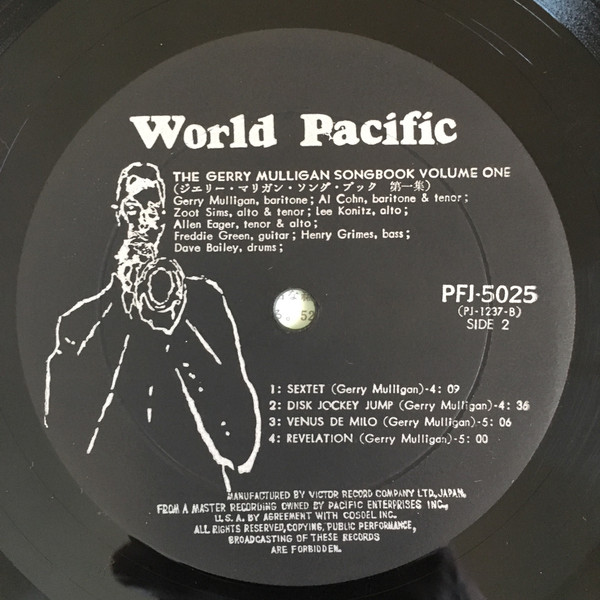 World Pacific
THE GERRY MULLIGAN SONGBOOK VOLUME ONE
(ジエリー・マリガン・ソング・ブック 第一集)
Gerry Mulligan, baritone; Al Cohn, baritone & tenor;
Zoot Sims, alto & tenor; Lee Konitz, alto;
Allen Eager, tenor & alto;
Freddie Green, guitar; Henry Grimes, bass;
Dave Bailey, drums;
PFJ-5025
(PJ-1237-B)
SIDE 2
52
1: SEXTET (Gerry Mulligan)-4: 09
2: DISK JOCKEY JUMP (Gerry Mulligan)-4: 36
3: VENUS DE MILO (Gerry Mulligan)-5: 06
4: REVELATION (Gerry Mulligan)-5: 00
MANUFACTURED BY VICTOR RECORD COMPANY LTD., JAPAN,
FROM A MASTER RECORDING OWNED BY PACIFIC ENTERPRISES INC.,
U.S.A. BY AGREEMENT WITH COSDEL INC.
ALL RIGHTS RESERVED, COPYING, PUBLIC PERFORMANCE,
BROADCASTING OF THESE RECORDS
ARE FORBIDDEN.